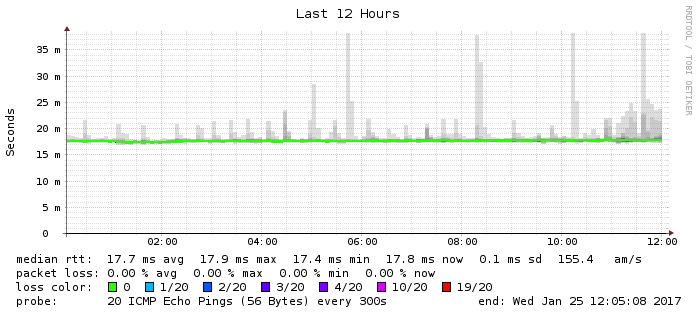 Last 12 Hours
RRDTOOL / TOBI OETIKER
Seconds
35 m
30 m
25 m
20 m
15 m
10 m
5 m
0
02:00 04:00 06:00 08:00 10:00 12:00
median rtt: 17.7 ms avg 17.9 ms max 17.4 ms min 17.8 ms now 0.1 ms sd 155.4 am/s
packet loss: 0.00 % avg 0.00 % max 0.00 % min 0.00 % now
loss color: 0 1/20 2/20 3/20 4/20 10/20 19/20
probe: 20 ICMP Echo Pings (56 Bytes) every 300s end: Wed Jan 25 12:05:08 2017